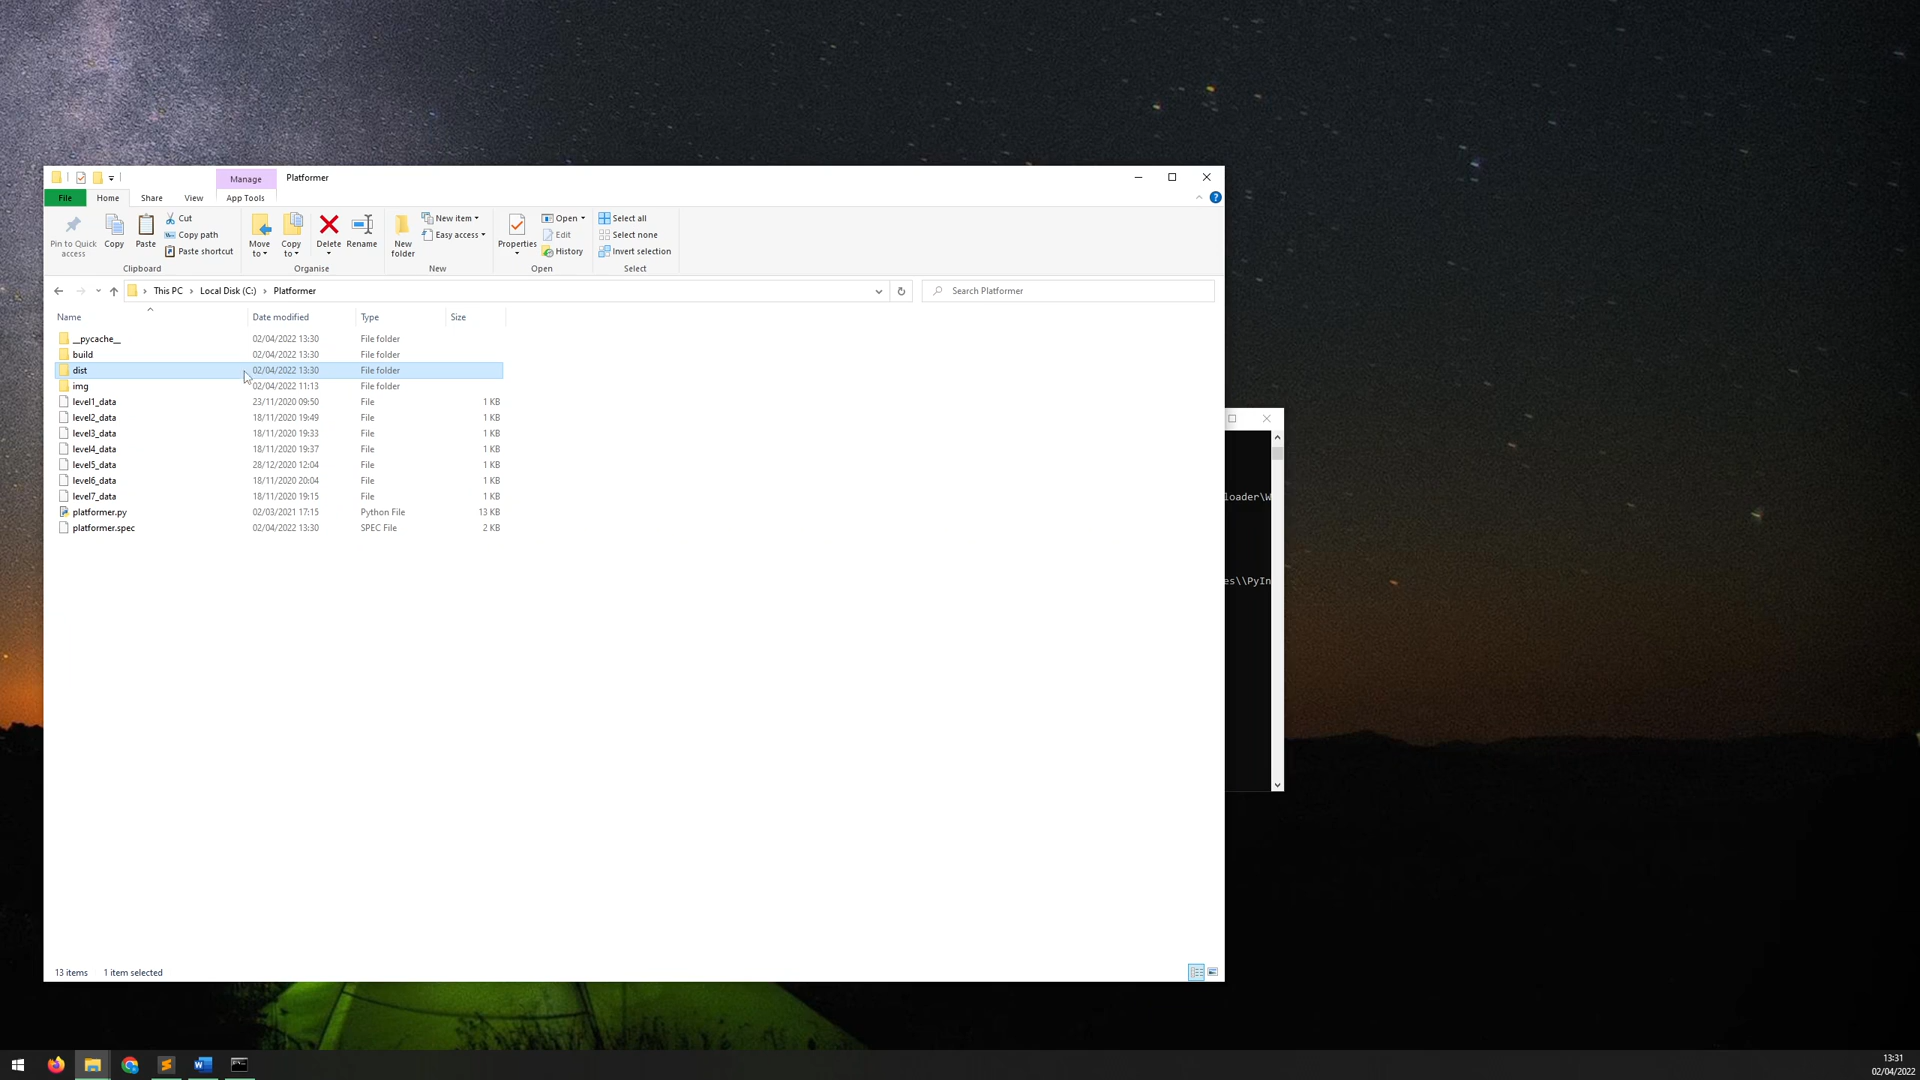 Manage
Platformer
File
Home
Share
View
App Tools
Pin to Quick
access
Copy
Paste
Cut
Copy path
Paste shortcut
Clipboard
Move
to
Copy
to
Delete
Rename
Organise
New
folder
New item
Easy access
New
Properties
Open
Edit
History
Open
Select all
Select none
Invert selection
Select
This PC
Local Disk (C:)
Platformer
Search Platformer
Name Date modified Type Size
__pycache__ 02/04/2022 13:30 File folder
build 02/04/2022 13:30 File folder
dist 02/04/2022 13:30 File folder
img 02/04/2022 11:13 File folder
level1_data 23/11/2020 09:50 File 1 KB
level2_data 18/11/2020 19:49 File 1 KB
level3_data 18/11/2020 19:33 File 1 KB
level4_data 18/11/2020 19:37 File 1 KB
level5_data 28/12/2020 12:04 File 1 KB
level6_data 18/11/2020 20:04 File 1 KB
level7_data 18/11/2020 19:15 File 1 KB
platformer.py 02/03/2021 17:15 Python File 13 KB
platformer.spec 02/04/2022 13:30 SPEC File 2 KB
loader\W
es\\PyIn
13 items 1 item selected
13:31
02/04/2022